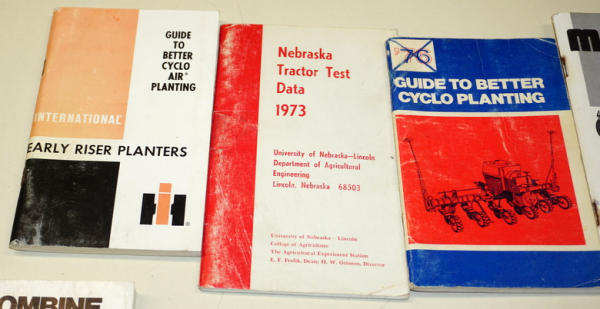 GUIDE
TO
BETTER
CYCLO
AIR®
PLANTING
INTERNATIONAL®
EARLY RISER PLANTERS
IH®
Nebraska
Tractor Test
Data
1973
University of Nebraska—Lincoln
Department of Agricultural
Engineering
Lincoln, Nebraska 68503
University of Nebraska – Lincoln
College of Agriculture
The Agricultural Experiment Station
E. F. Frolik, Dean; H. W. Ottoson, Director
76
GUIDE TO BETTER
CYCLO PLANTING
OMBINE